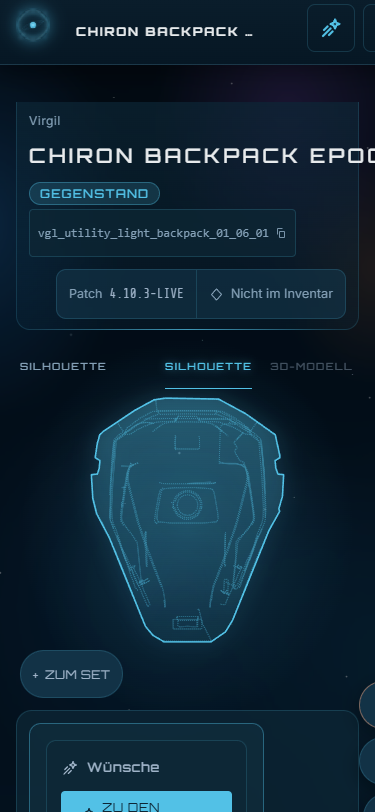 CHIRON BACKPACK …
Virgil
CHIRON BACKPACK EPO
GEGENSTAND
vgl_utility_light_backpack_01_06_01
Patch 4.10.3-LIVE
Nicht im Inventar
SILHOUETTE
SILHOUETTE
3D-MODELL
+ ZUM SET
Wünsche
ZU DEN